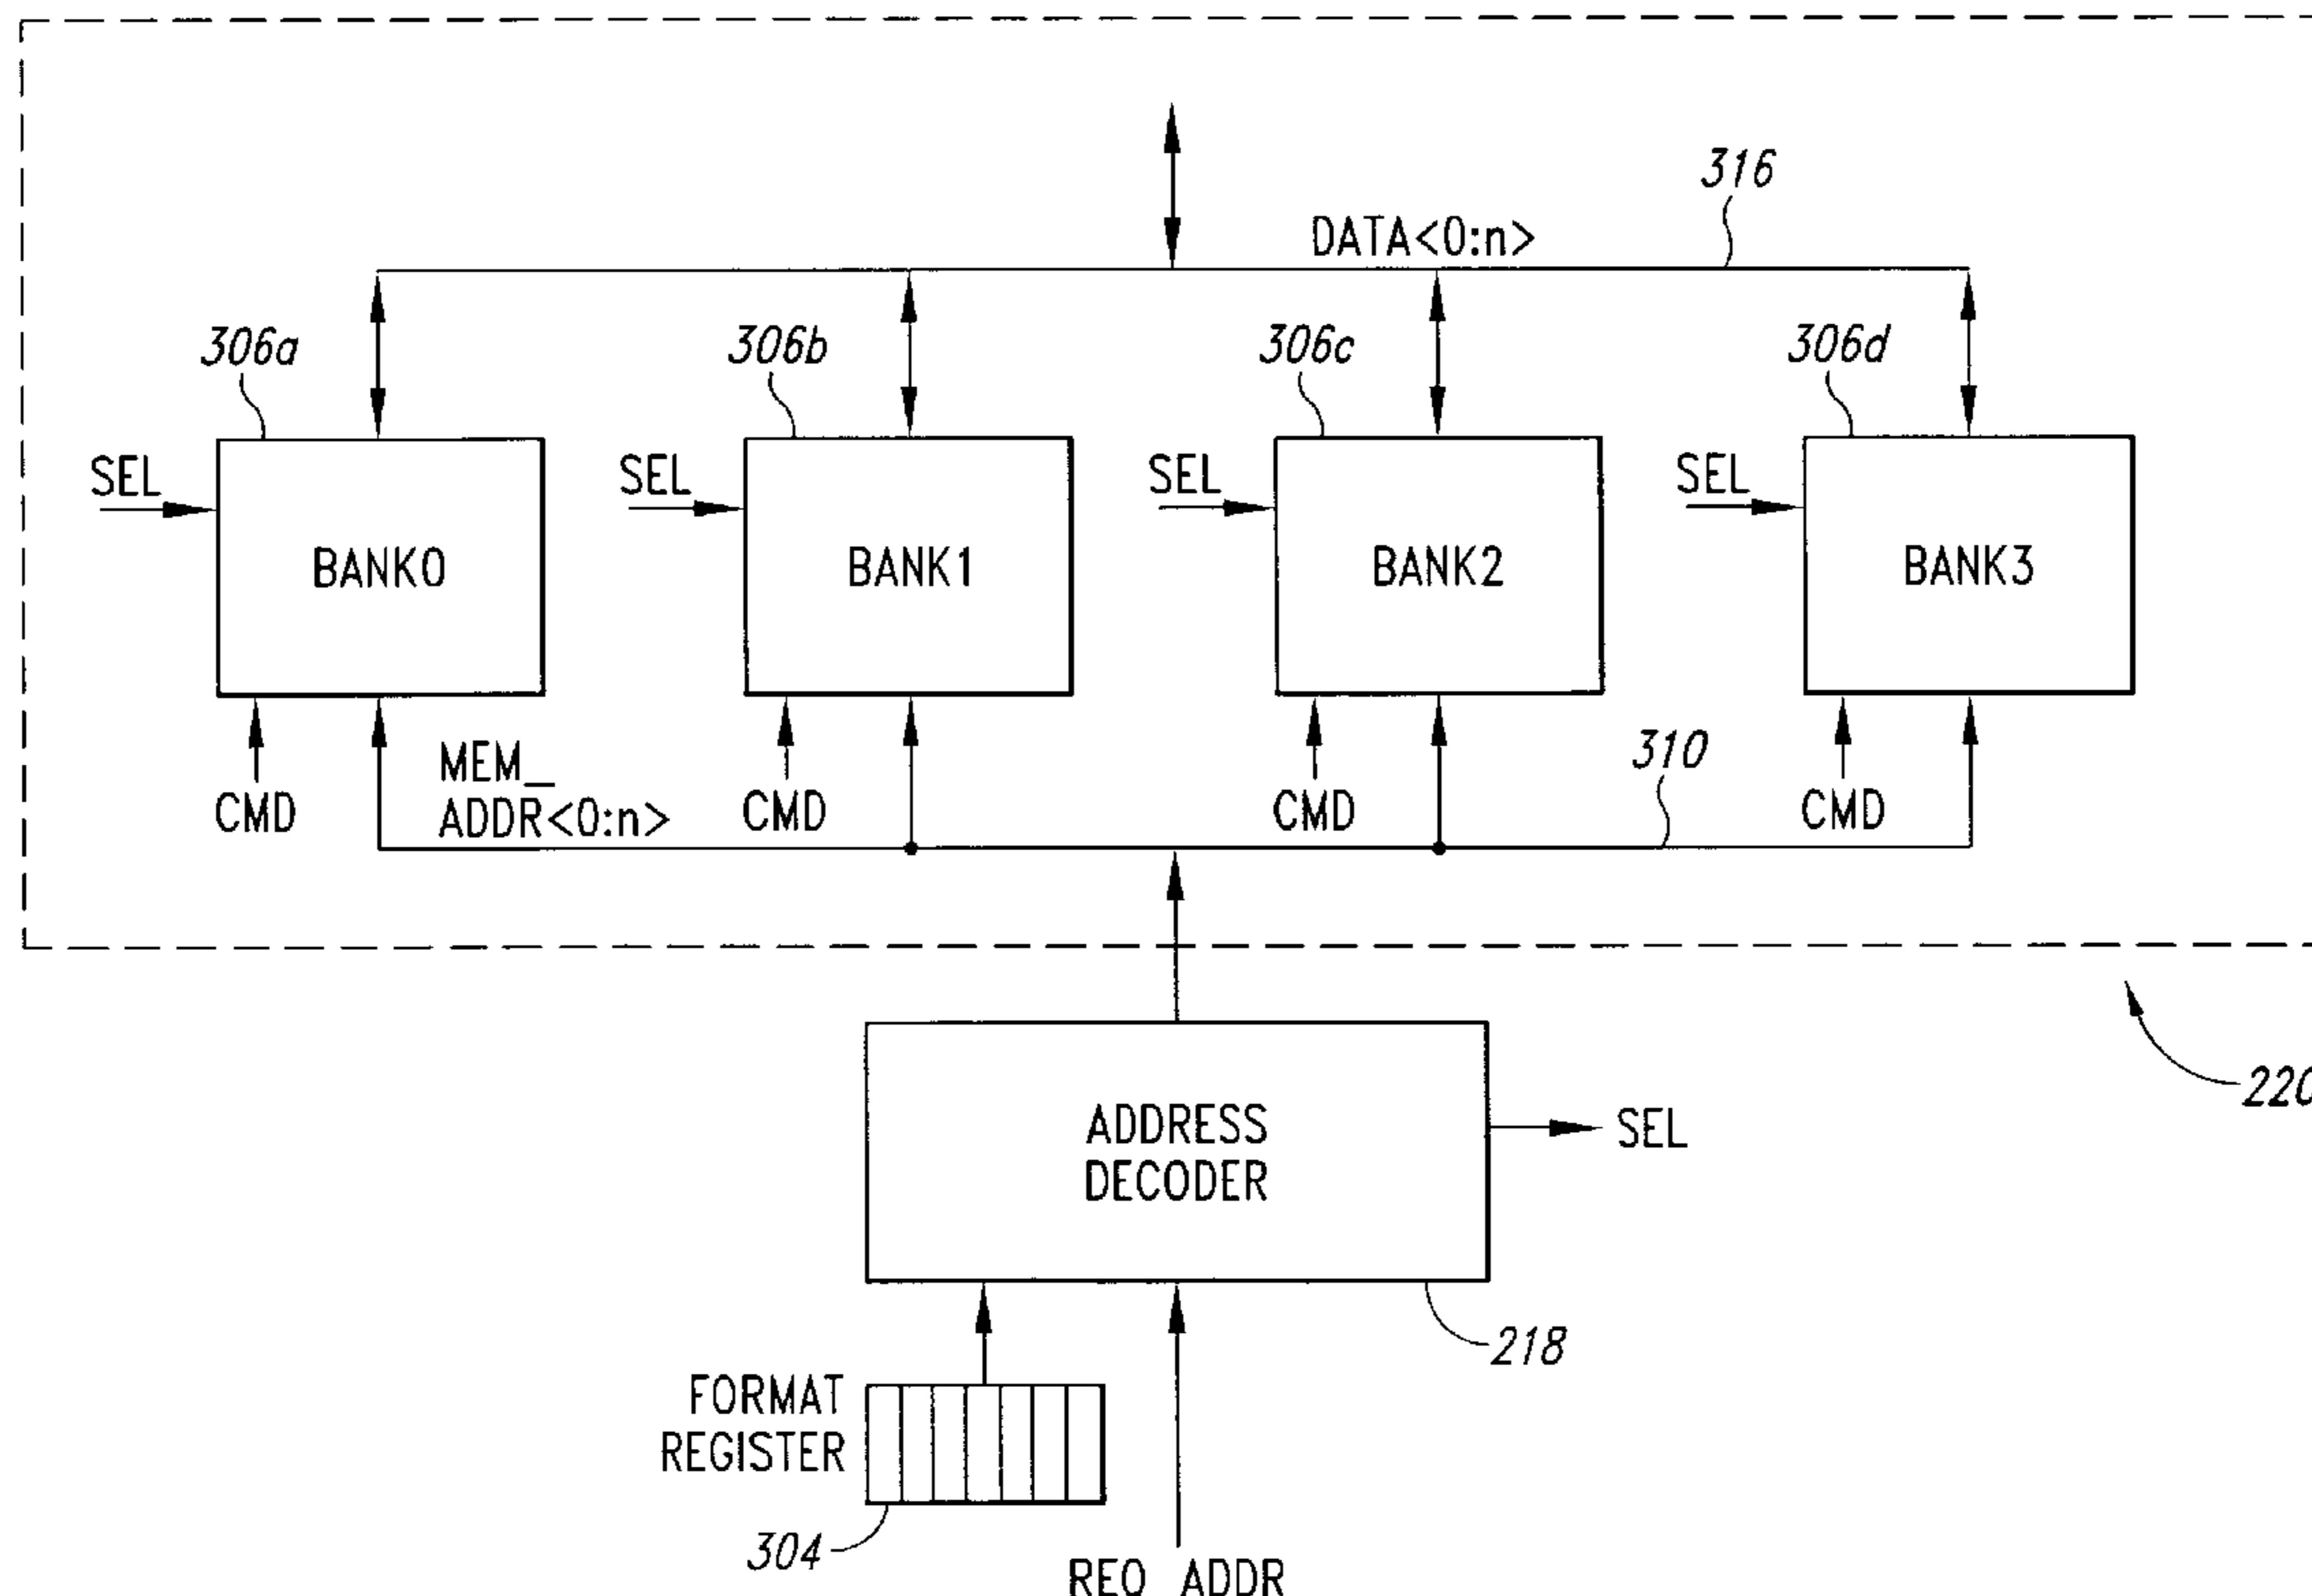 316
DATA<0:n>
306a
306b
306c
306d
SEL
SEL
SEL
SEL
BANK0
BANK1
BANK2
BANK3
MEM_
ADDR<0:n>
310
CMD
CMD
CMD
CMD
220
ADDRESS
DECODER
SEL
218
FORMAT
REGISTER
304
REQ ADDR